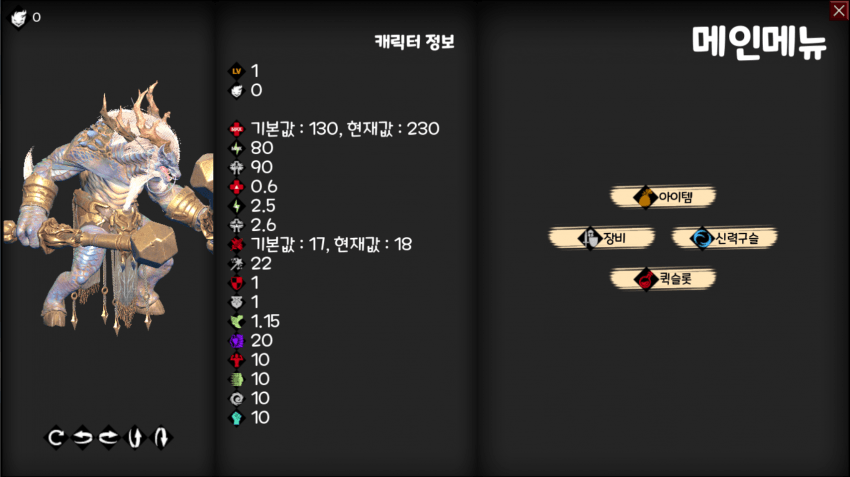 0
캐릭터 정보
메인메뉴
LV 1
0
MAX 기본값 : 130, 현재값 : 230
80
90
0.6
2.5
2.6
기본값 : 17, 현재값 : 18
22
1
1
1.15
20
10
10
10
10
아이템
장비
신력구슬
퀵슬롯